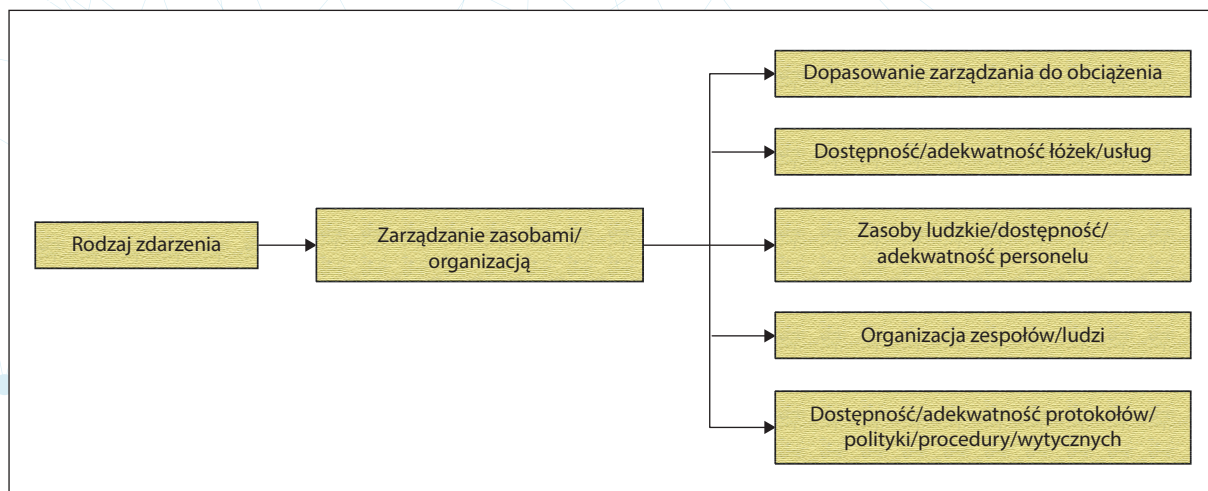 Dopasowanie zarządzania do obciążenia
Dostępność/adekwatność łóżek/usług
Rodzaj zdarzenia
Zarządzanie zasobami/
organizacją
Zasoby ludzkie/dostępność/
adekwatność personelu
Organizacja zespołów/ludzi
Dostępność/adekwatność protokołów/
polityki/procedury/wytycznych